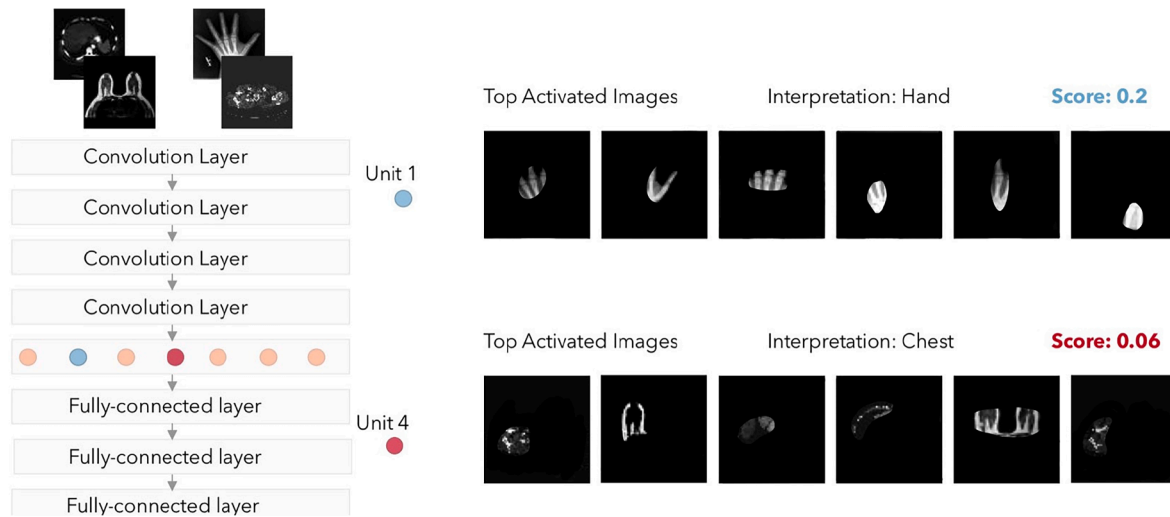 Convolution Layer
Convolution Layer
Convolution Layer
Convolution Layer
Fully-connected layer
Fully-connected layer
Fully-connected layer
Unit 1
Unit 4
Top Activated Images Interpretation: Hand Score: 0.2
Top Activated Images Interpretation: Chest Score: 0.06